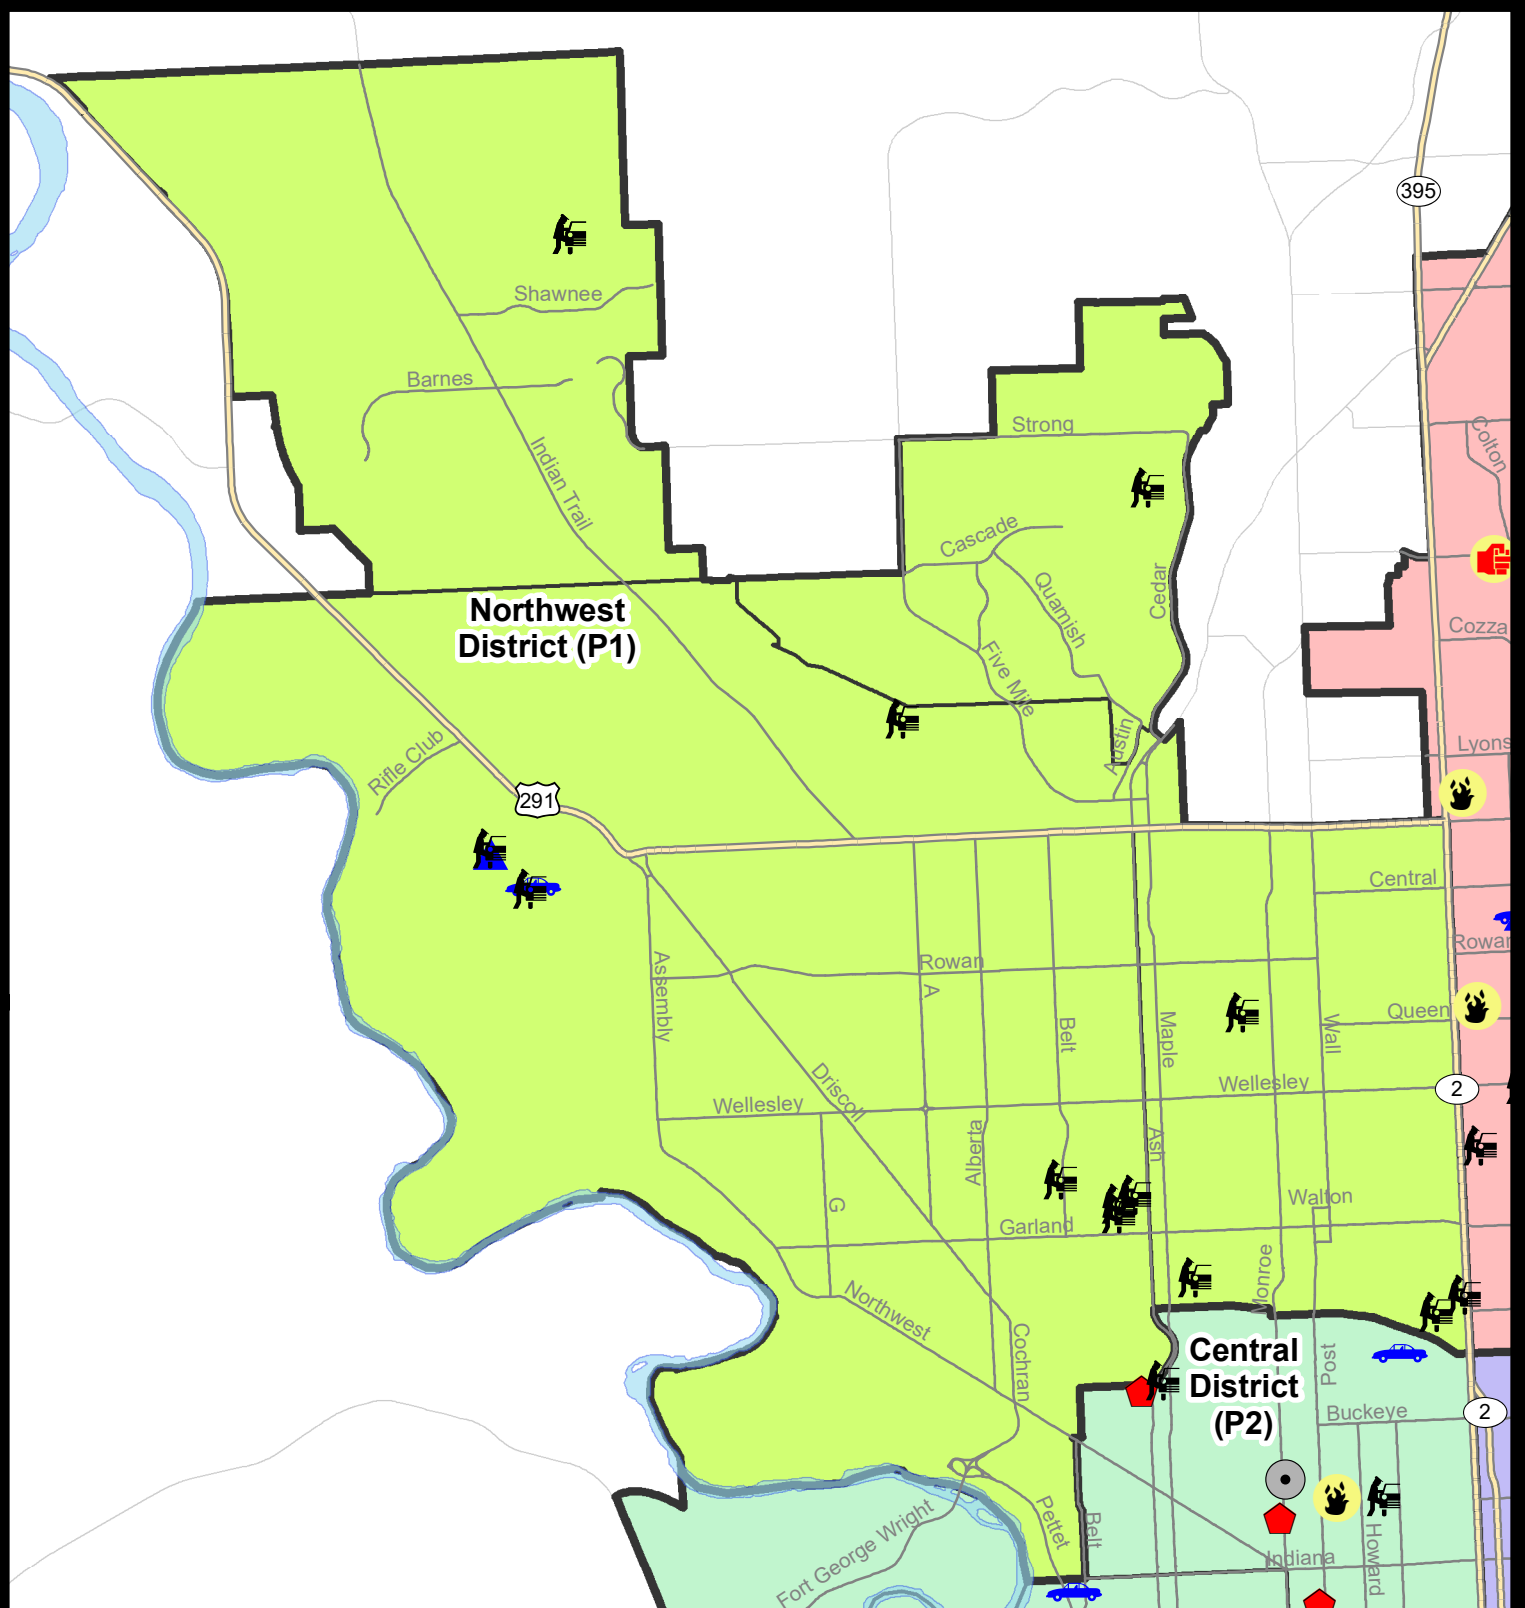 395
Shawnee
Barnes
Strong
Colton
Indian Trail
Cascade
Quamish
Cedar
Northwest
District (P1)
Cozza
Five Mile
Austin
Lyons
Rifle Club
291
Central
Rowan
Rowan
Assembly
A
Queen
Belt
Maple
Wall
Driscoll
Wellesley
Wellesley
2
Alberta
Ash
G
Garland
Walton
Monroe
Northwest
Cochran
Central
District
(P2)
Post
Buckeye
2
Fort George Wright
Pettet
Belt
Indiana
Howard